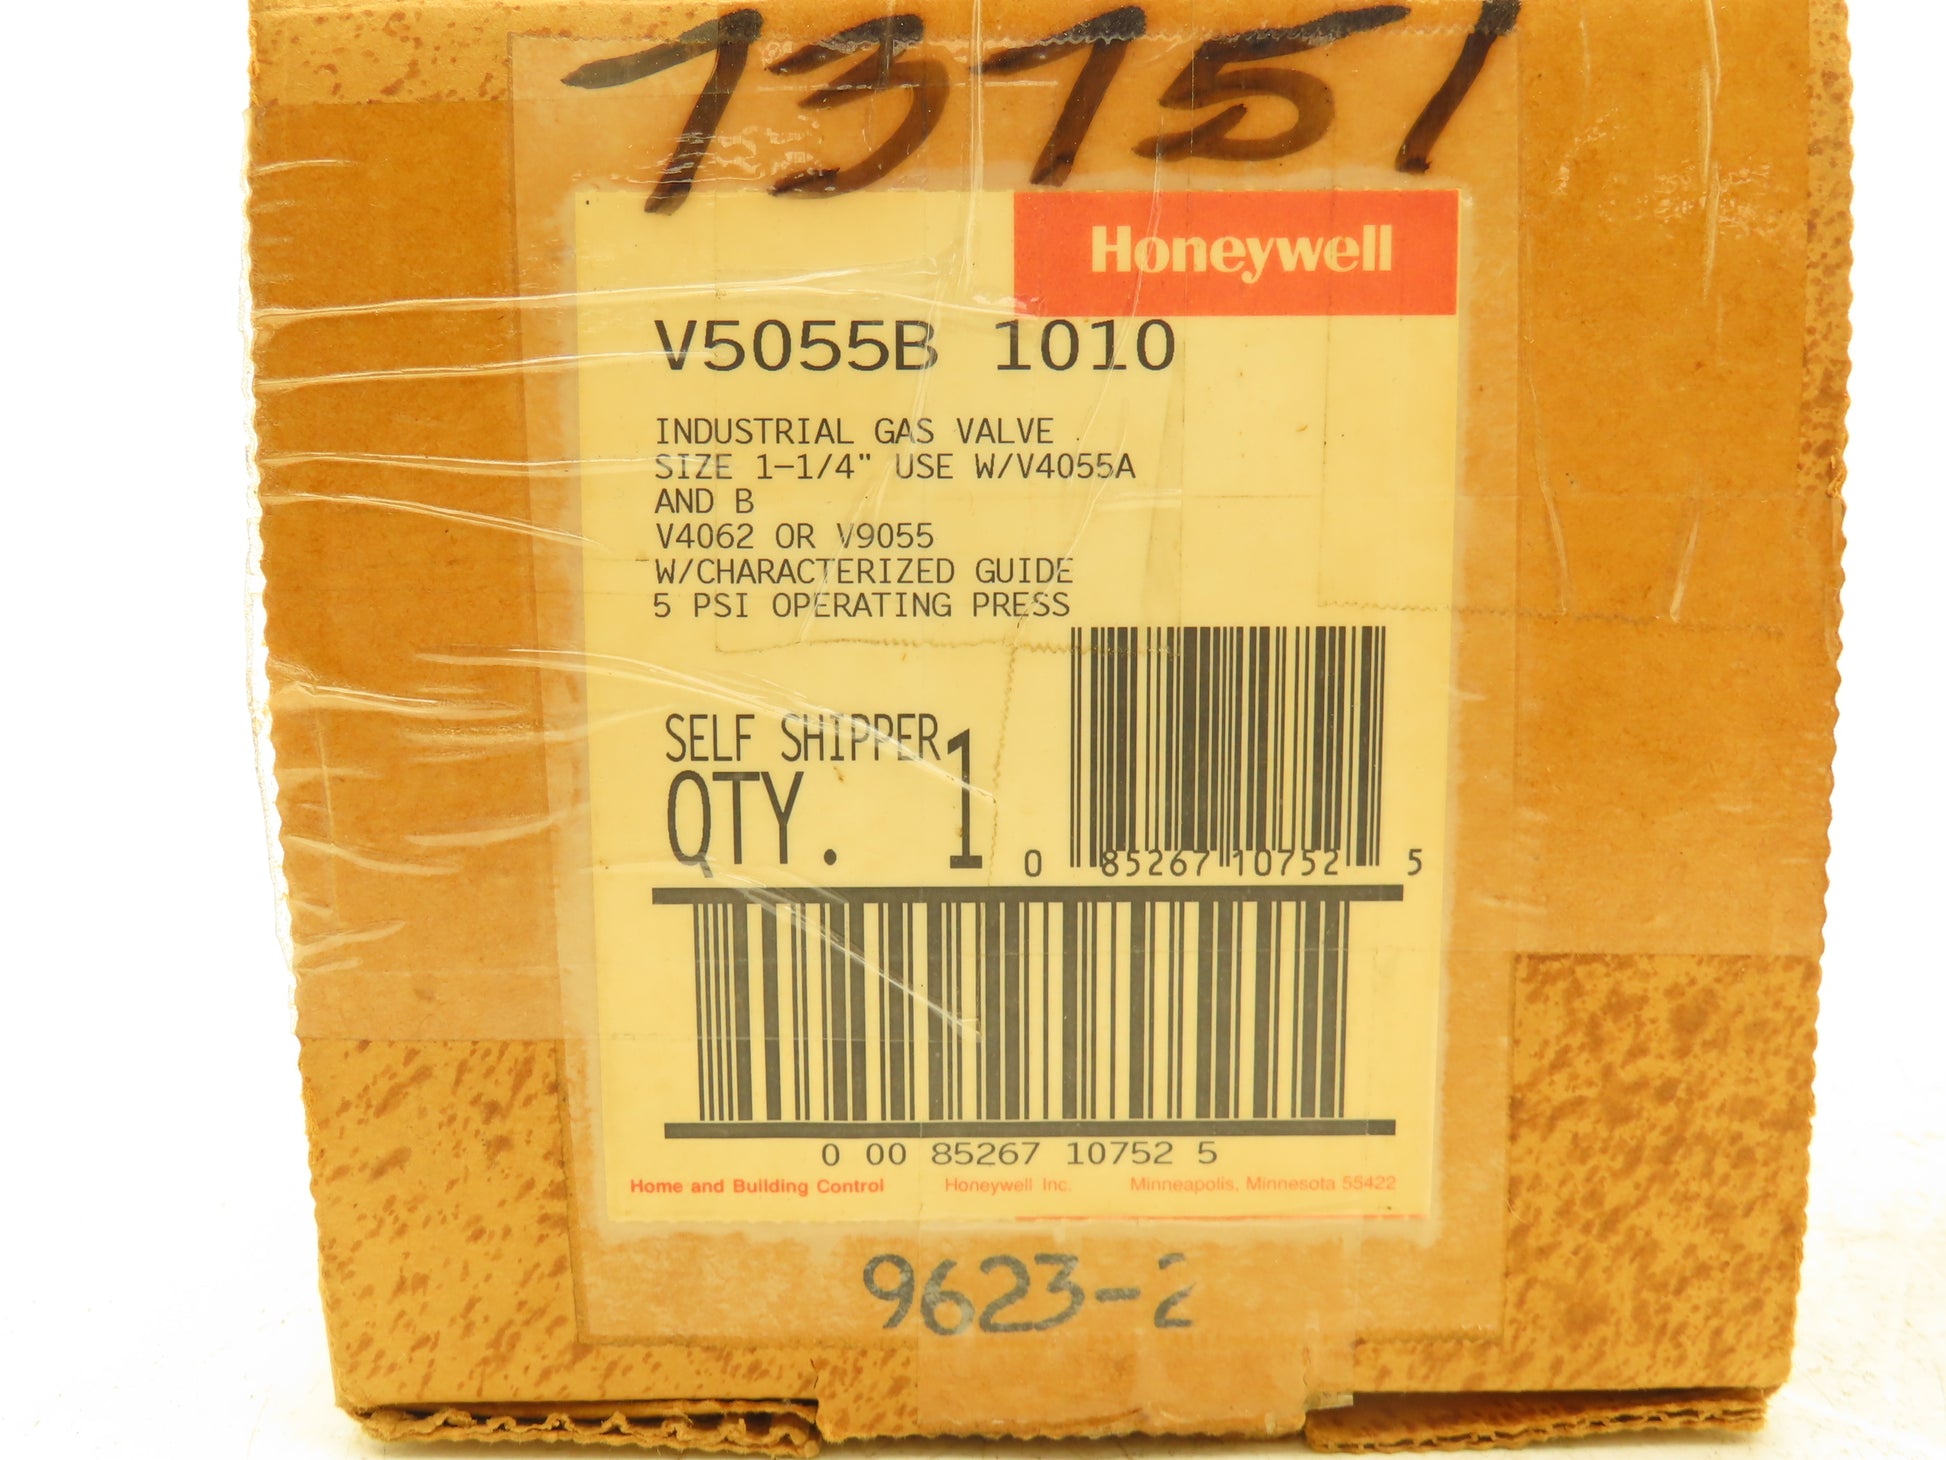 73751
Honeywell
V5055B 1010
INDUSTRIAL GAS VALVE
SIZE 1-1/4" USE W/V4055A
AND B
V4062 OR V9055
W/CHARACTERIZED GUIDE
5 PSI OPERATING PRESS
SELF SHIPPER
QTY. 1
0 85267 10752 5
0 00 85267 10752 5
Home and Building Control Honeywell Inc. Minneapolis, Minnesota 55422
9623-2